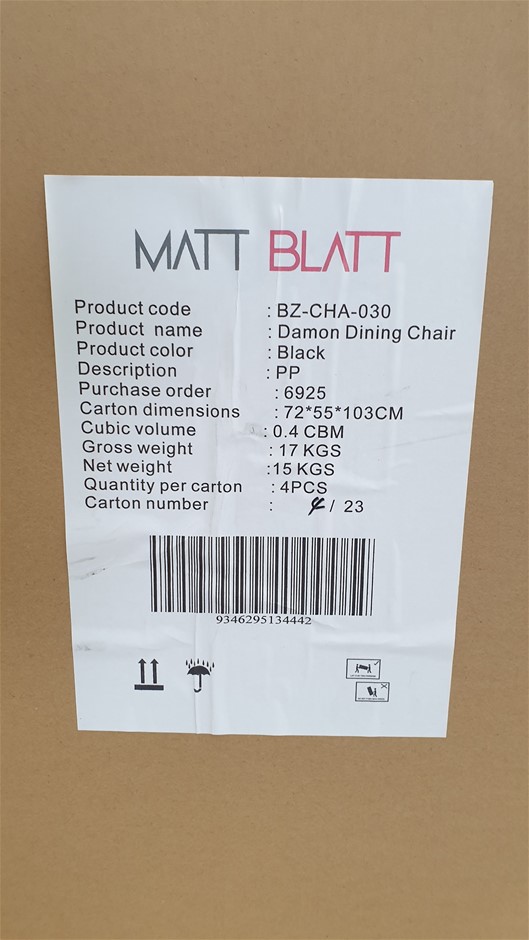 MATT BLATT
Product code : BZ-CHA-030
Product name : Damon Dining Chair
Product color : Black
Description : PP
Purchase order : 6925
Carton dimensions : 72*55*103CM
Cubic volume : 0.4 CBM
Gross weight : 17 KGS
Net weight :15 KGS
Quantity per carton : 4PCS
Carton number : 4 / 23
9346295134442